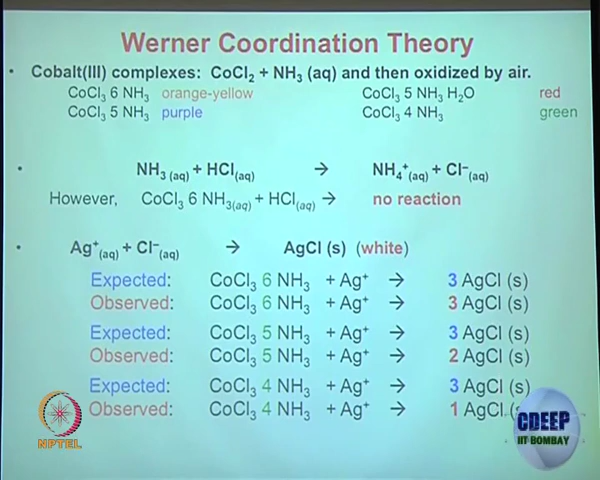 Werner Coordination Theory
• Cobalt(III) complexes: CoCl₂ + NH₃ (aq) and then oxidized by air.
CoCl₃ 6 NH₃ orange-yellow CoCl₃ 5 NH₃ H₂O red
CoCl₃ 5 NH₃ purple CoCl₃ 4 NH₃ green
• NH₃ (aq) + HCl(aq) → NH₄⁺(aq) + Cl⁻(aq)
However, CoCl₃ 6 NH₃(aq) + HCl(aq) → no reaction
• Ag⁺(aq) + Cl⁻(aq) → AgCl (s) (white)
Expected: CoCl₃ 6 NH₃ + Ag⁺ → 3 AgCl (s)
Observed: CoCl₃ 6 NH₃ + Ag⁺ → 3 AgCl (s)
Expected: CoCl₃ 5 NH₃ + Ag⁺ → 3 AgCl (s)
Observed: CoCl₃ 5 NH₃ + Ag⁺ → 2 AgCl (s)
Expected: CoCl₃ 4 NH₃ + Ag⁺ → 3 AgCl (s)
Observed: CoCl₃ 4 NH₃ + Ag⁺ → 1 AgCl (s)
NPTEL
CDEEP
IIT BOMBAY